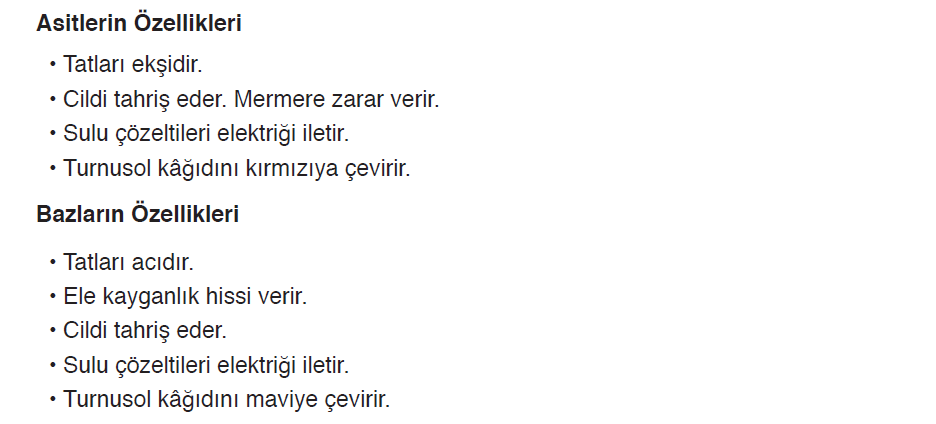 Asitlerin Özellikleri
• Tatları ekşidir.
• Cildi tahriş eder. Mermere zarar verir.
• Sulu çözeltileri elektriği iletir.
• Turnusol kâğıdını kırmızıya çevirir.
Bazların Özellikleri
• Tatları acıdır.
• Ele kayganlık hissi verir.
• Cildi tahriş eder.
• Sulu çözeltileri elektriği iletir.
• Turnusol kâğıdını maviye çevirir.